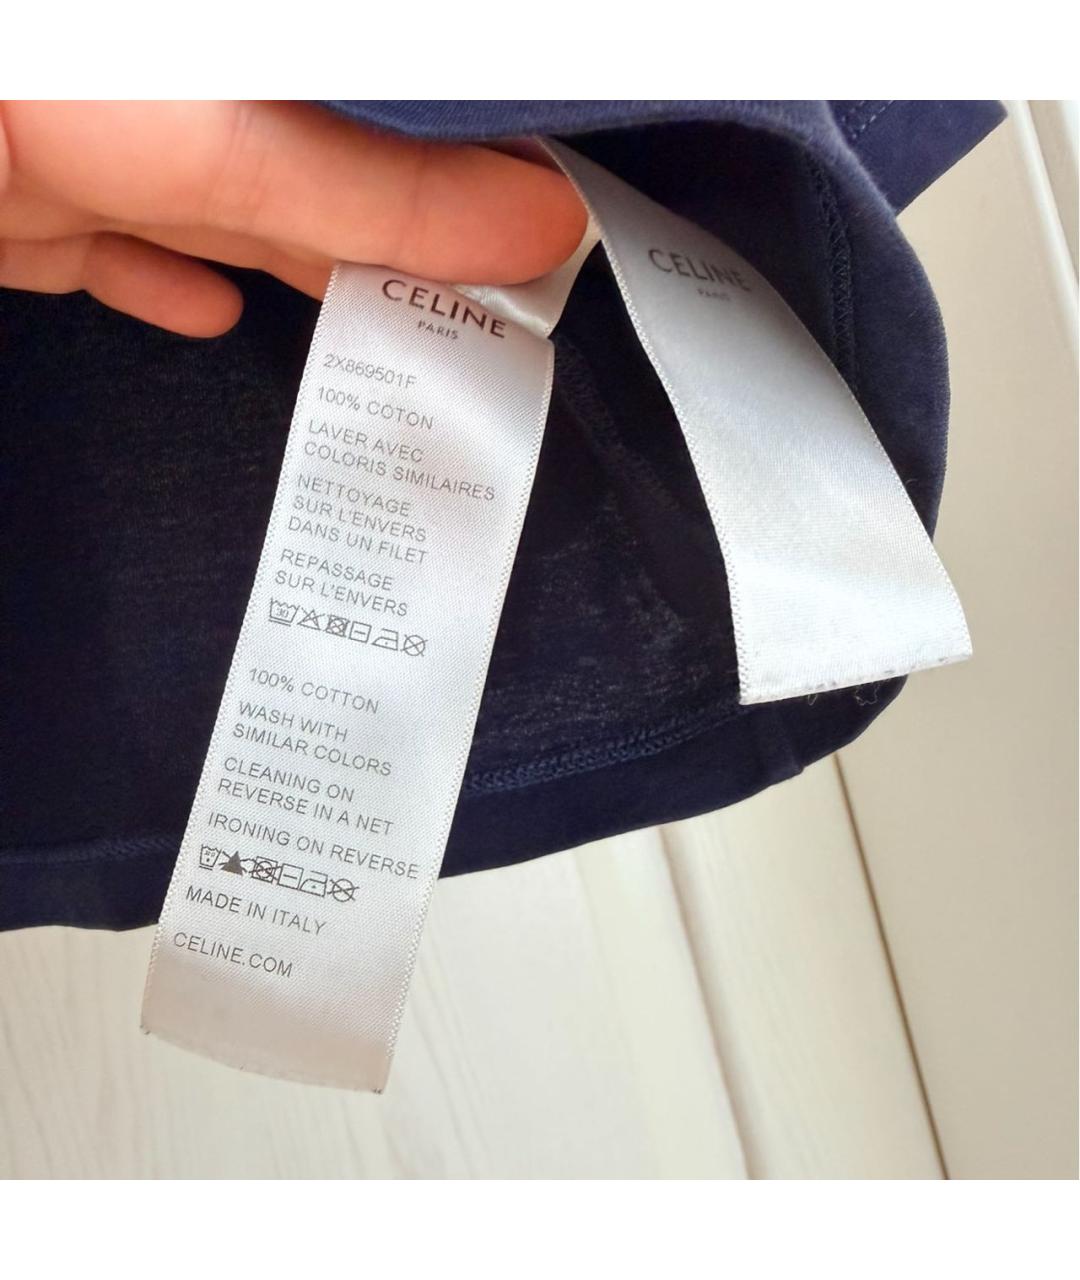 CELINE
PARIS
2X869501F
100% COTON
LAVER AVEC
COLORIS SIMILAIRES
NETTOYAGE
SUR L'ENVERS
DANS UN FILET
REPASSAGE
SUR L'ENVERS
30
100% COTTON
WASH WITH
SIMILAR COLORS
CLEANING ON
REVERSE IN A NET
IRONING ON REVERSE
MADE IN ITALY
CELINE.COM
CELINE
PARIS